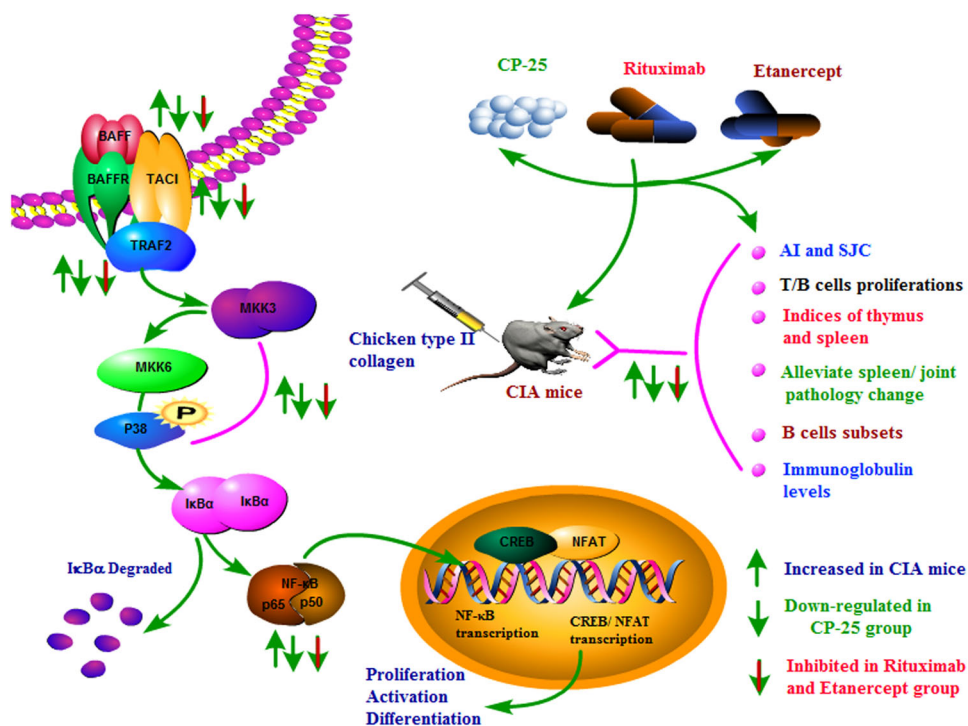 CP-25
Rituximab
Etanercept
BAFF
BAFFR
TACI
TRAF2
MKK3
MKK6
P
P38
IκBα
IκBα
IκBα Degraded
NF-κB
p65
p50
Chicken type II
collagen
CIA mice
AI and SJC
T/B cells proliferations
Indices of thymus
and spleen
Alleviate spleen/ joint
pathology change
B cells subsets
Immunoglobulin
levels
CREB
NFAT
NF-κB
transcription
CREB/ NFAT
transcription
Proliferation
Activation
Differentiation
Increased in CIA mice
Down-regulated in
CP-25 group
Inhibited in Rituximab
and Etanercept group